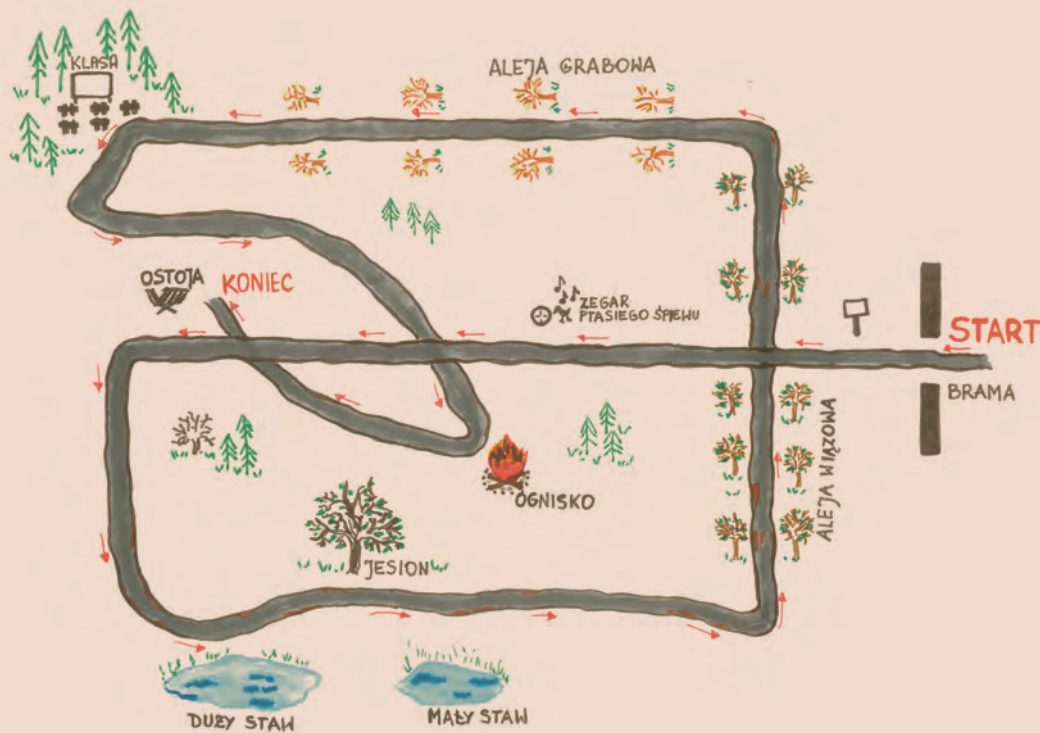 KLASA
ALEJA GRABOWA
OSTOJA
KONIEC
ZEGAR
PTASIEGO ŚPIEWU
START
BRAMA
ALEJA WIĄZOWA
OGNISKO
JESION
DUŻY STAW
MAŁY STAW